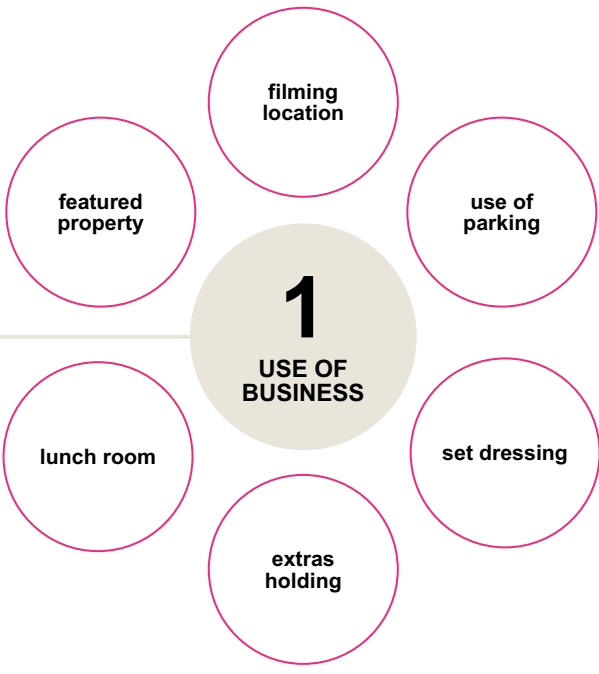 filming
location
featured
property
use of
parking
1
USE OF
BUSINESS
lunch room
set dressing
extras
holding